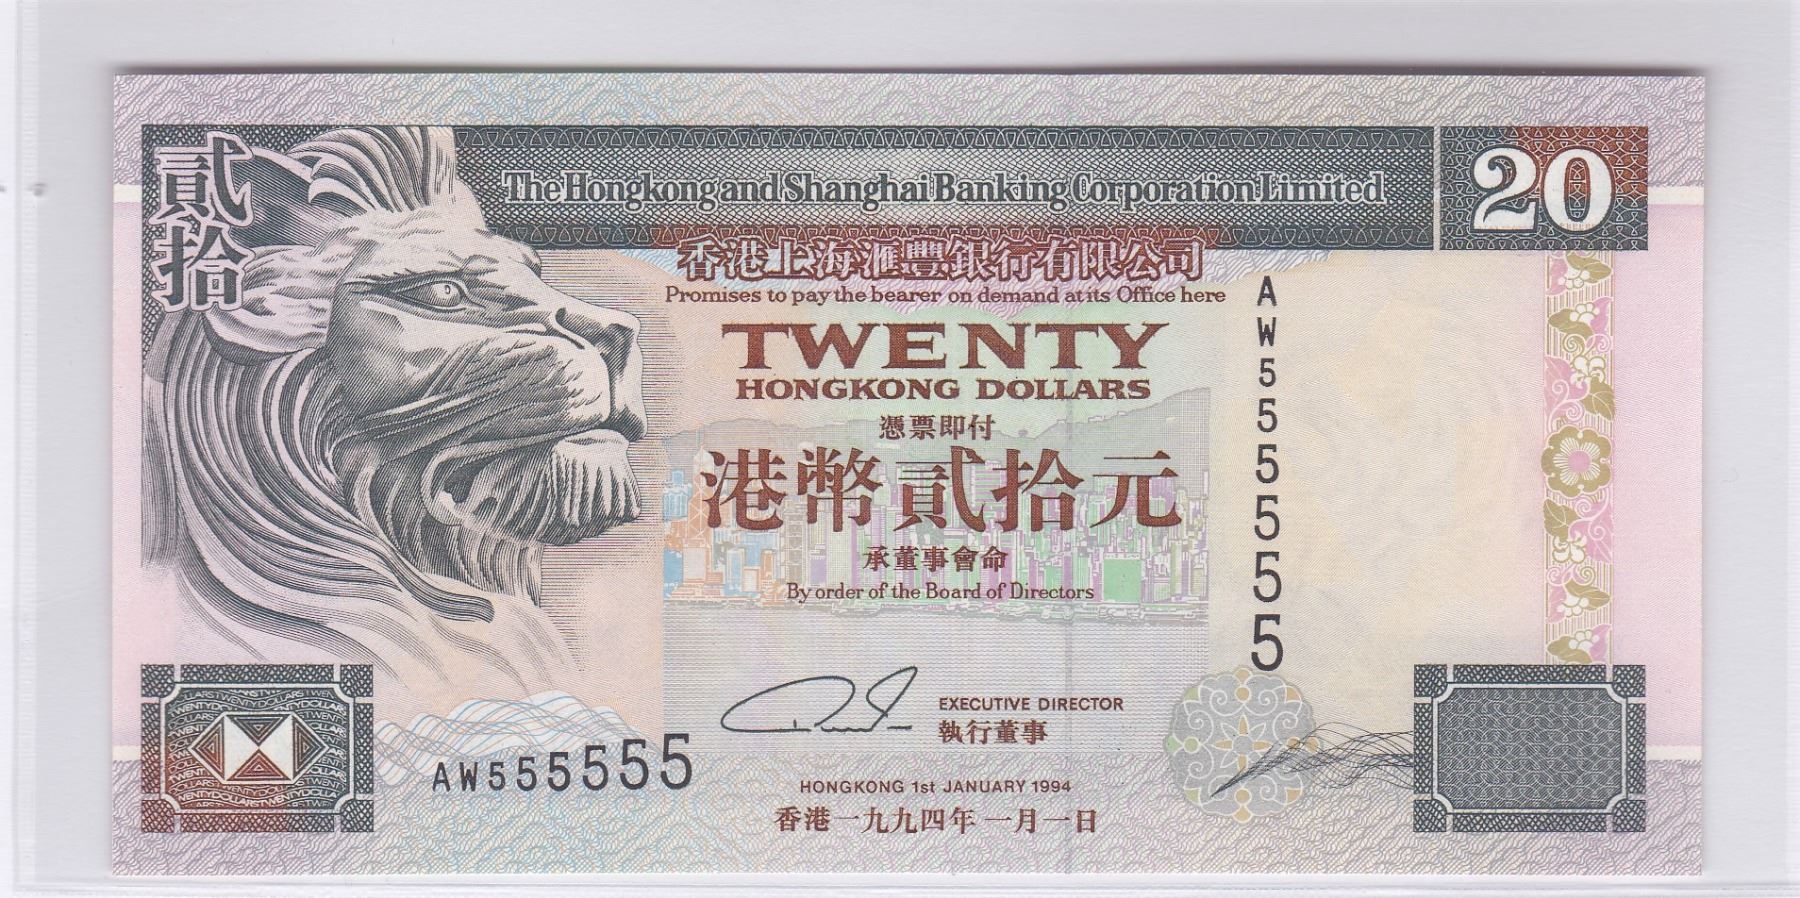 貳拾
The Hongkong and Shanghai Banking Corporation Limited
20
香港上海滙豐銀行有限公司
Promises to pay the bearer on demand at its Office here
TWENTY
HONGKONG DOLLARS
憑票即付
港幣貳拾元
承董事會命
By order of the Board of Directors
AW555555
EXECUTIVE DIRECTOR
執行董事
AW555555
HONGKONG 1st JANUARY 1994
香港一九九四年一月一日